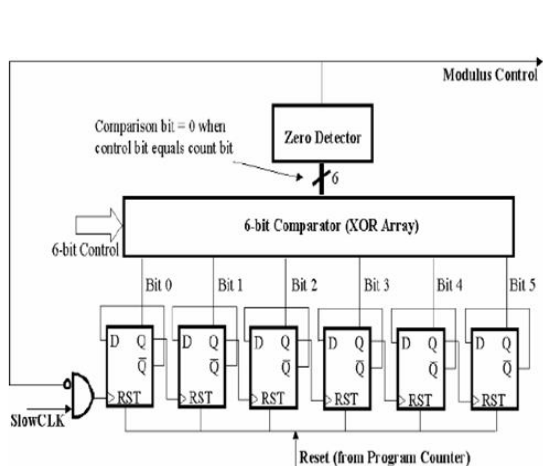 Modulus Control
Comparison bit = 0 when
control bit equals count bit
Zero Detector
6
6-bit Comparator (XOR Array)
6-bit Control
Bit 0 Bit 1 Bit 2 Bit 3 Bit 4 Bit 5
D Q D Q D Q D Q D Q D Q
Q Q Q Q Q Q
RST RST RST RST RST RST
SlowCLK
Reset (from Program Counter)